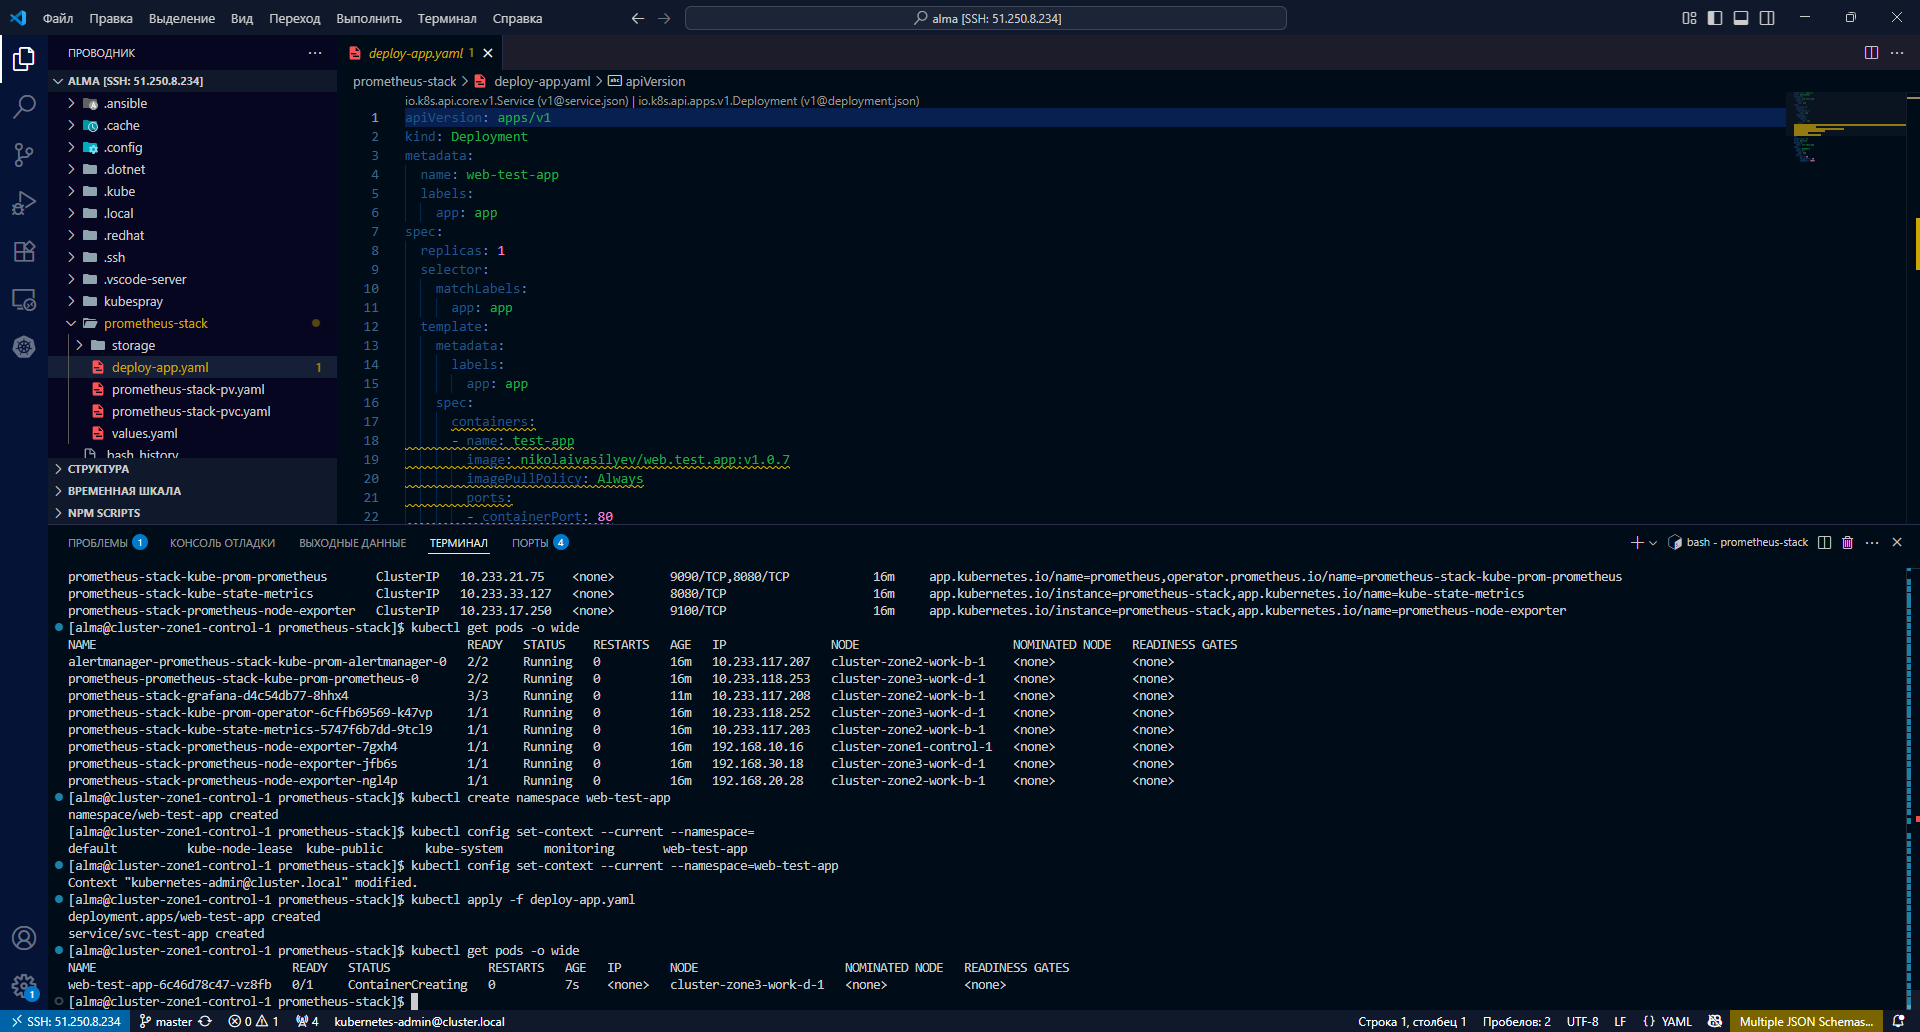 Файл Правка Выделение Вид Переход Выполнить Терминал Справка
alma [SSH: 51.250.8.234]
ПРОВОДНИК
ALMA [SSH: 51.250.8.234]
.ansible
.cache
.config
.dotnet
.kube
.local
.redhat
.ssh
.vscode-server
kubespray
prometheus-stack
storage
deploy-app.yaml 1
prometheus-stack-pv.yaml
prometheus-stack-pvc.yaml
values.yaml
.bash_history
СТРУКТУРА
ВРЕМЕННАЯ ШКАЛА
NPM SCRIPTS
deploy-app.yaml 1
prometheus-stack > deploy-app.yaml > apiVersion
io.k8s.api.core.v1.Service (v1@service.json) | io.k8s.api.apps.v1.Deployment (v1@deployment.json)
1 apiVersion: apps/v1
2 kind: Deployment
3 metadata:
4 name: web-test-app
5 labels:
6 app: app
7 spec:
8 replicas: 1
9 selector:
10 matchLabels:
11 app: app
12 template:
13 metadata:
14 labels:
15 app: app
16 spec:
17 containers:
18 - name: test-app
19 image: nikolaivasilyev/web.test.app:v1.0.7
20 imagePullPolicy: Always
21 ports:
22 - containerPort: 80
ПРОБЛЕМЫ 1 КОНСОЛЬ ОТЛАДКИ ВЫХОДНЫЕ ДАННЫЕ ТЕРМИНАЛ ПОРТЫ 4
bash - prometheus-stack
prometheus-stack-kube-prom-prometheus ClusterIP 10.233.21.75 <none> 9090/TCP,8080/TCP 16m app.kubernetes.io/name=prometheus,operator.prometheus.io/name=prometheus-stack-kube-prom-prometheus
prometheus-stack-kube-state-metrics ClusterIP 10.233.33.127 <none> 8080/TCP 16m app.kubernetes.io/instance=prometheus-stack,app.kubernetes.io/name=kube-state-metrics
prometheus-stack-prometheus-node-exporter ClusterIP 10.233.17.250 <none> 9100/TCP 16m app.kubernetes.io/instance=prometheus-stack,app.kubernetes.io/name=prometheus-node-exporter
[alma@cluster-zone1-control-1 prometheus-stack]$ kubectl get pods -o wide
NAME READY STATUS RESTARTS AGE IP NODE NOMINATED NODE READINESS GATES
alertmanager-prometheus-stack-kube-prom-alertmanager-0 2/2 Running 0 16m 10.233.117.207 cluster-zone2-work-b-1 <none> <none>
prometheus-prometheus-stack-kube-prom-prometheus-0 2/2 Running 0 16m 10.233.118.253 cluster-zone3-work-d-1 <none> <none>
prometheus-stack-grafana-d4c54db77-8hhx4 3/3 Running 0 11m 10.233.117.208 cluster-zone2-work-b-1 <none> <none>
prometheus-stack-kube-prom-operator-6cffb69569-k47vp 1/1 Running 0 16m 10.233.118.252 cluster-zone3-work-d-1 <none> <none>
prometheus-stack-kube-state-metrics-5747f6b7dd-9tcl9 1/1 Running 0 16m 10.233.117.203 cluster-zone2-work-b-1 <none> <none>
prometheus-stack-prometheus-node-exporter-7gxh4 1/1 Running 0 16m 192.168.10.16 cluster-zone1-control-1 <none> <none>
prometheus-stack-prometheus-node-exporter-jfb6s 1/1 Running 0 16m 192.168.30.18 cluster-zone3-work-d-1 <none> <none>
prometheus-stack-prometheus-node-exporter-ngl4p 1/1 Running 0 16m 192.168.20.28 cluster-zone2-work-b-1 <none> <none>
[alma@cluster-zone1-control-1 prometheus-stack]$ kubectl create namespace web-test-app
namespace/web-test-app created
[alma@cluster-zone1-control-1 prometheus-stack]$ kubectl config set-context --current --namespace=
default kube-node-lease kube-public kube-system monitoring web-test-app
[alma@cluster-zone1-control-1 prometheus-stack]$ kubectl config set-context --current --namespace=web-test-app
Context "kubernetes-admin@cluster.local" modified.
[alma@cluster-zone1-control-1 prometheus-stack]$ kubectl apply -f deploy-app.yaml
deployment.apps/web-test-app created
service/svc-test-app created
[alma@cluster-zone1-control-1 prometheus-stack]$ kubectl get pods -o wide
NAME READY STATUS RESTARTS AGE IP NODE NOMINATED NODE READINESS GATES
web-test-app-6c46d78c47-vz8fb 0/1 ContainerCreating 0 7s <none> cluster-zone3-work-d-1 <none> <none>
[alma@cluster-zone1-control-1 prometheus-stack]$
1
SSH: 51.250.8.234 master 0 1 4 kubernetes-admin@cluster.local Строка 1, столбец 1 Пробелов: 2 UTF-8 LF {} YAML Multiple JSON Schemas...